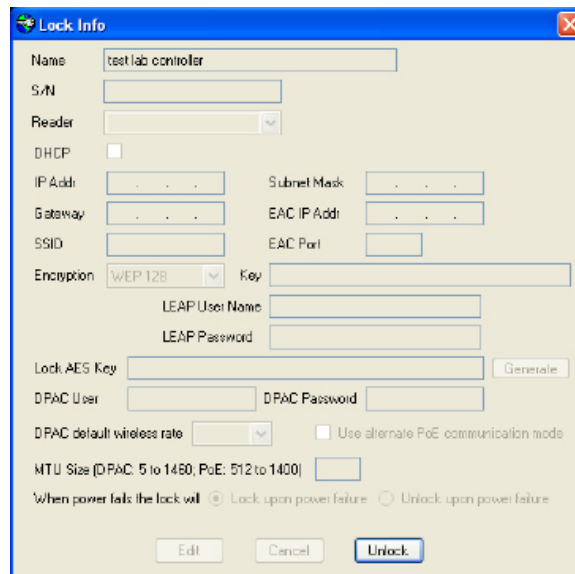 Lock Info
Name test lab controller
S/N
Reader
DHCP
IP Addr . . . Subnet Mask . . .
Gateway . . . EAC IP Addr . . .
SSID EAC Port
Encryption WEP 128 Key
LEAP User Name
LEAP Password
Lock AES Key Generate
DPAC User DPAC Password
DPAC default wireless rate Use alternate PoE communication mode
MTU Size (DPAC: 5 to 1460, PoE: 512 to 1400)
When power fails the lock will Lock upon power failure Unlock upon power failure
Edit Cancel Unlock